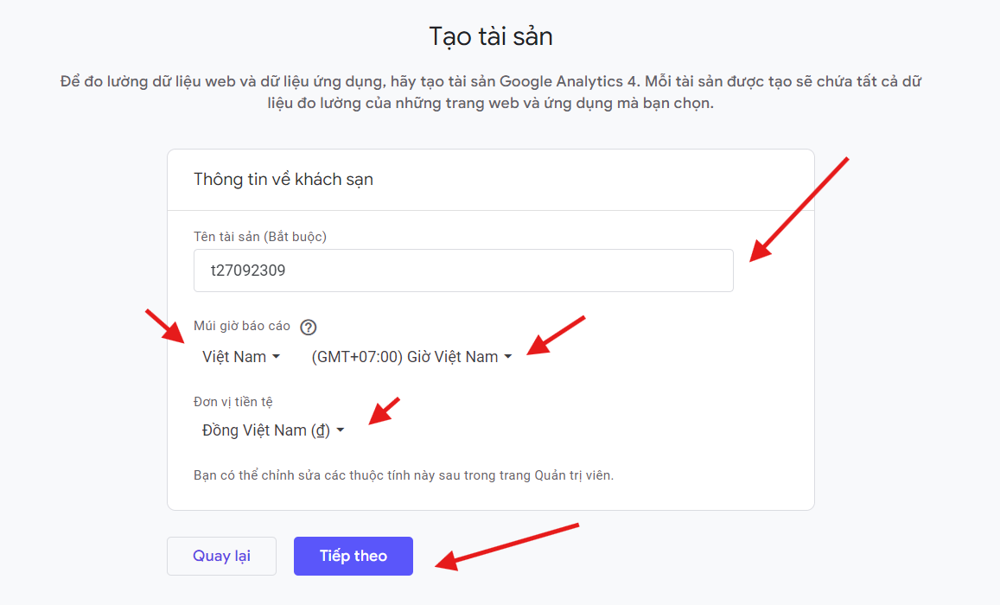 Tạo tài sản
Để đo lường dữ liệu web và dữ liệu ứng dụng, hãy tạo tài sản Google Analytics 4. Mỗi tài sản được tạo sẽ chứa tất cả dữ
liệu đo lường của những trang web và ứng dụng mà bạn chọn.
Thông tin về khách sạn
Tên tài sản (Bắt buộc)
t27092309
Múi giờ báo cáo ?
Việt Nam (GMT+07:00) Giờ Việt Nam
Đơn vị tiền tệ
Đồng Việt Nam (₫)
Bạn có thể chỉnh sửa các thuộc tính này sau trong trang Quản trị viên.
Quay lại Tiếp theo